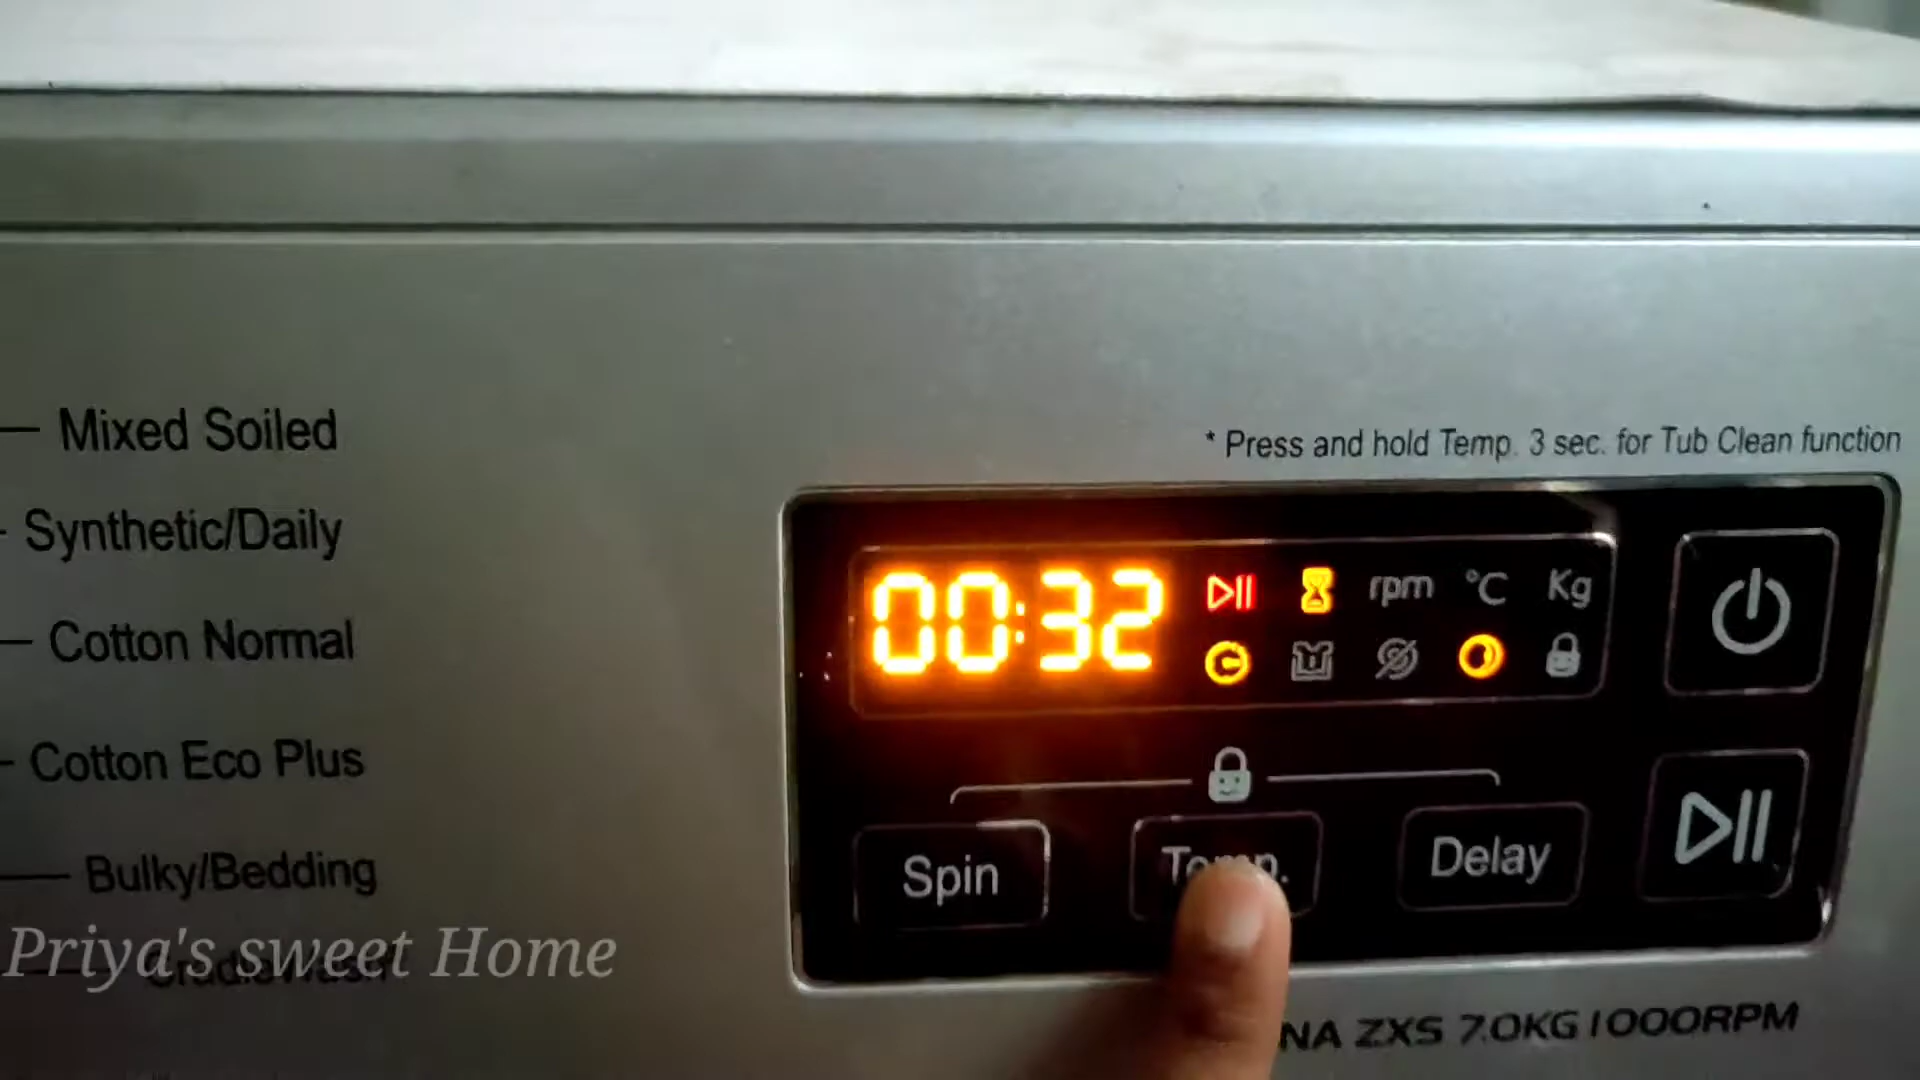 Mixed Soiled
* Press and hold Temp. 3 sec. for Tub Clean function
Synthetic/Daily
00:32
rpm °C Kg
Cotton Normal
Cotton Eco Plus
Spin Temp. Delay
Bulky/Bedding
Priya's sweet Home
NA ZXS 7.0KG 1000RPM